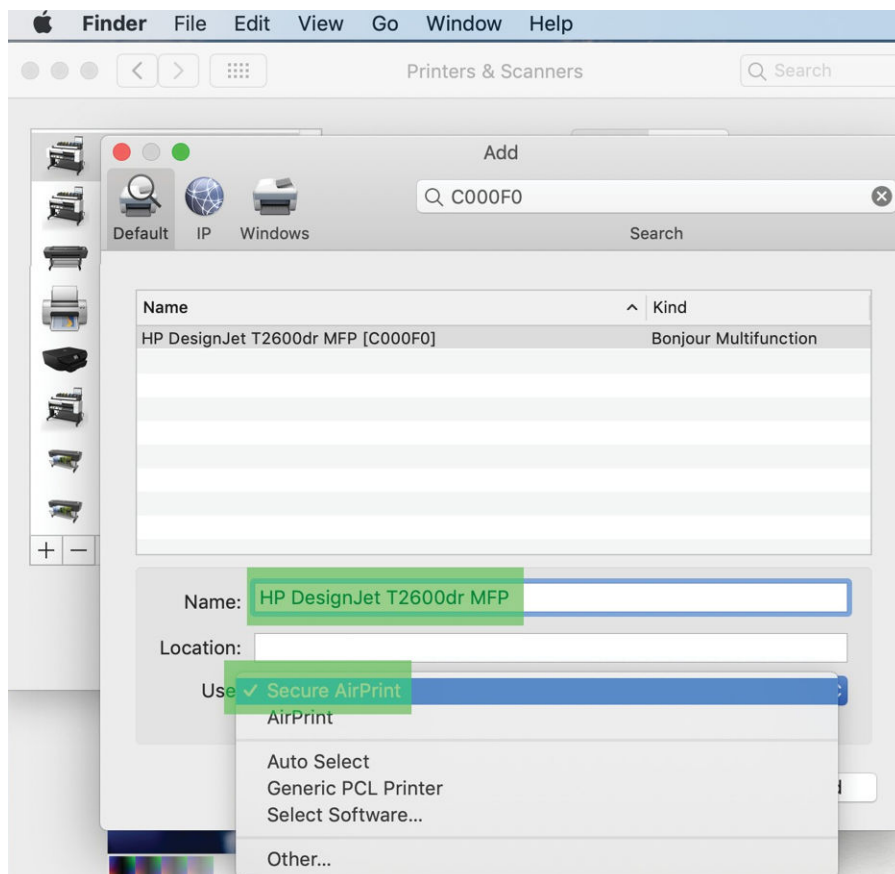 Finder File Edit View Go Window Help
Printers & Scanners Search
Add
C000F0
Default IP Windows Search
Name Kind
HP DesignJet T2600dr MFP [C000F0] Bonjour Multifunction
Name: HP DesignJet T2600dr MFP
Location:
Use ✓ Secure AirPrint
AirPrint
Auto Select
Generic PCL Printer
Select Software...
Other...